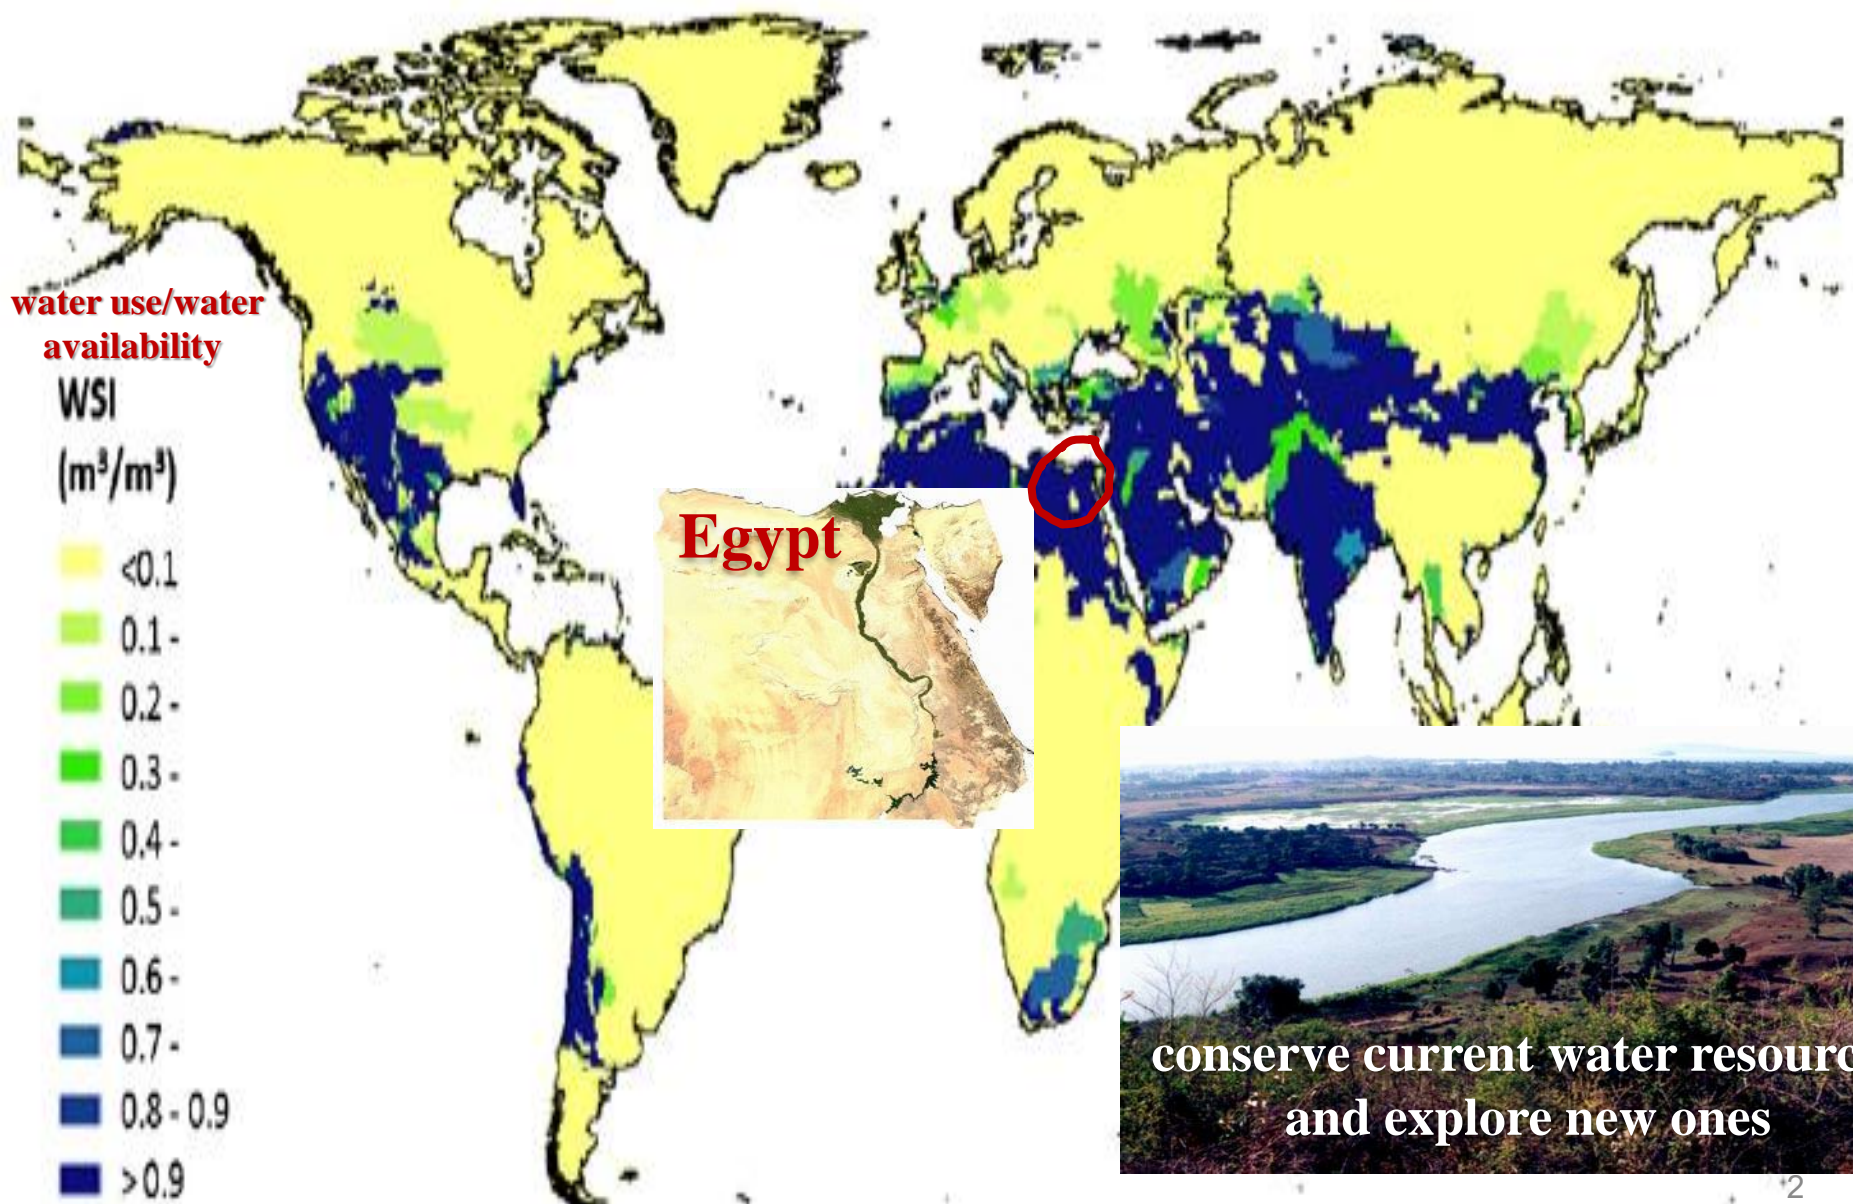 water use/water
availability
WSI
(m³/m³)
<0.1
0.1 -
0.2 -
0.3 -
0.4 -
0.5 -
0.6 -
0.7 -
0.8 - 0.9
>0.9
Egypt
conserve current water resourc
and explore new ones
2